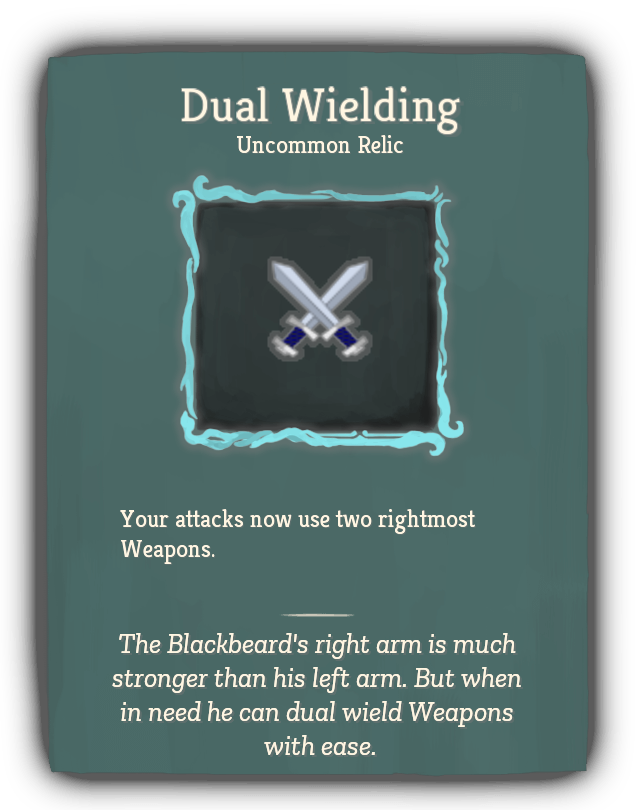 Dual Wielding
Uncommon Relic
Your attacks now use two rightmost
Weapons.
The Blackbeard's right arm is much
stronger than his left arm. But when
in need he can dual wield Weapons
with ease.